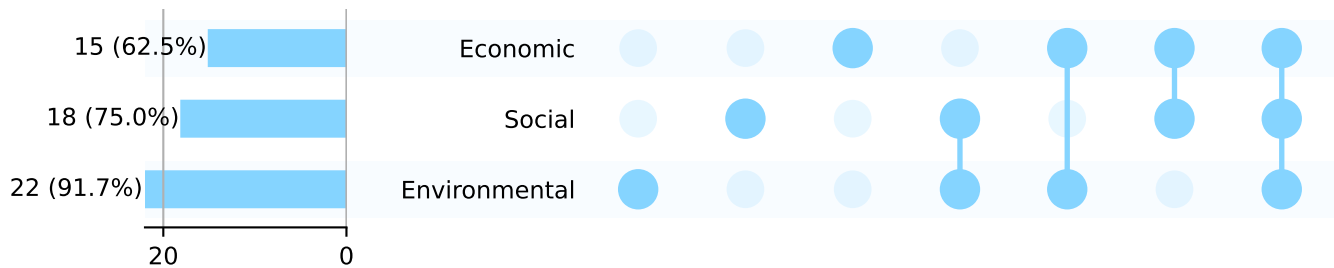 15 (62.5%) Economic
18 (75.0%) Social
22 (91.7%) Environmental
20 0